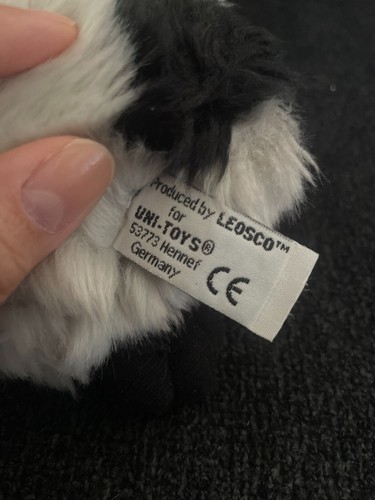 Produced by LEOSCO™
for
UNI-TOYS®
53773 Hennef
Germany
CE